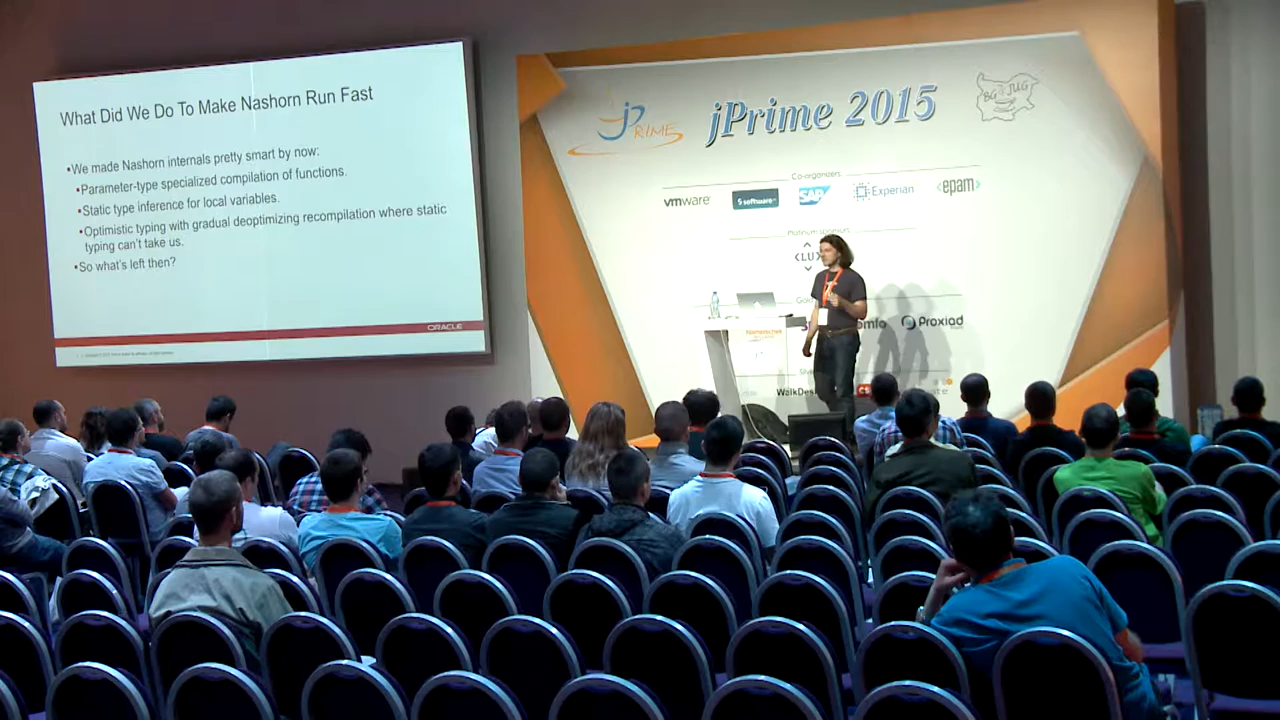 What Did We Do To Make Nashorn Run Fast
•We made Nashorn internals pretty smart by now:
•Parameter-type specialized compilation of functions.
•Static type inference for local variables.
•Optimistic typing with gradual deoptimizing recompilation where static
typing can't take us.
•So what's left then?
ORACLE
jPRIME
jPrime 2015
BG JUG
Co-organizers
vmware
software
SAP
Experian
<epam>
Platinum sponsors
Proxiad